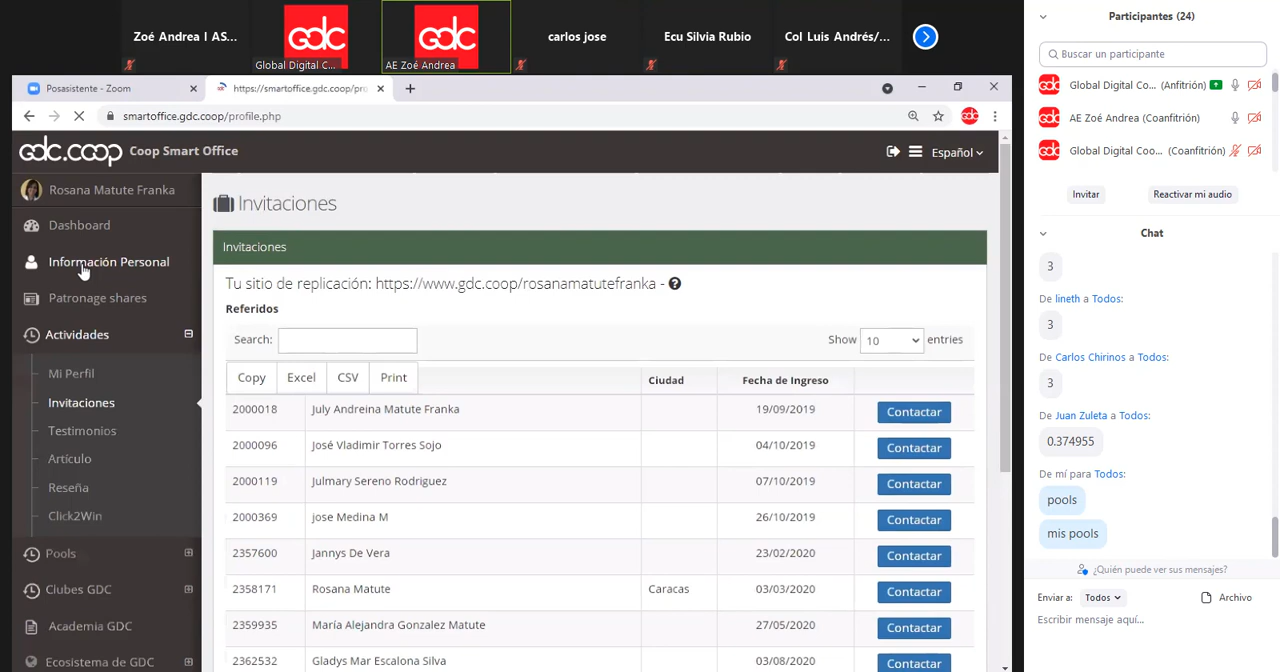 Zoé Andrea I AS...
gdc
Global Digital C...
gdc
AE Zoé Andrea
carlos jose
Ecu Silvia Rubio
Col Luis Andrés/...
Posasistente - Zoom
https://smartoffice.gdc.coop/pro
smartoffice.gdc.coop/profile.php
gdc
gdc.coop Coop Smart Office
Español
Rosana Matute Franka
Dashboard
Información Personal
Patronage shares
Actividades
Mi Perfil
Invitaciones
Testimonios
Artículo
Reseña
Click2Win
Pools
Clubes GDC
Academia GDC
Ecosistema de GDC
Invitaciones
Invitaciones
Tu sitio de replicación: https://www.gdc.coop/rosanamatutefranka -
Referidos
Search:
Show 10 entries
Copy Excel CSV Print
Ciudad Fecha de Ingreso
2000018 July Andreina Matute Franka 19/09/2019 Contactar
2000096 José Vladimir Torres Sojo 04/10/2019 Contactar
2000119 Julmary Sereno Rodriguez 07/10/2019 Contactar
2000369 jose Medina M 26/10/2019 Contactar
2357600 Jannys De Vera 23/02/2020 Contactar
2358171 Rosana Matute Caracas 03/03/2020 Contactar
2359935 María Alejandra Gonzalez Matute 27/05/2020 Contactar
2362532 Gladys Mar Escalona Silva 03/08/2020 Contactar
Participantes (24)
Buscar un participante
gdc Global Digital Co... (Anfitrión)
gdc AE Zoé Andrea (Coanfitrión)
gdc Global Digital Coo... (Coanfitrión)
Invitar Reactivar mi audio
Chat
3
De lineth a Todos:
3
De Carlos Chirinos a Todos:
3
De Juan Zuleta a Todos:
0.374955
De mí para Todos:
pools
mis pools
¿Quién puede ver sus mensajes?
Enviar a: Todos Archivo
Escribir mensaje aquí...